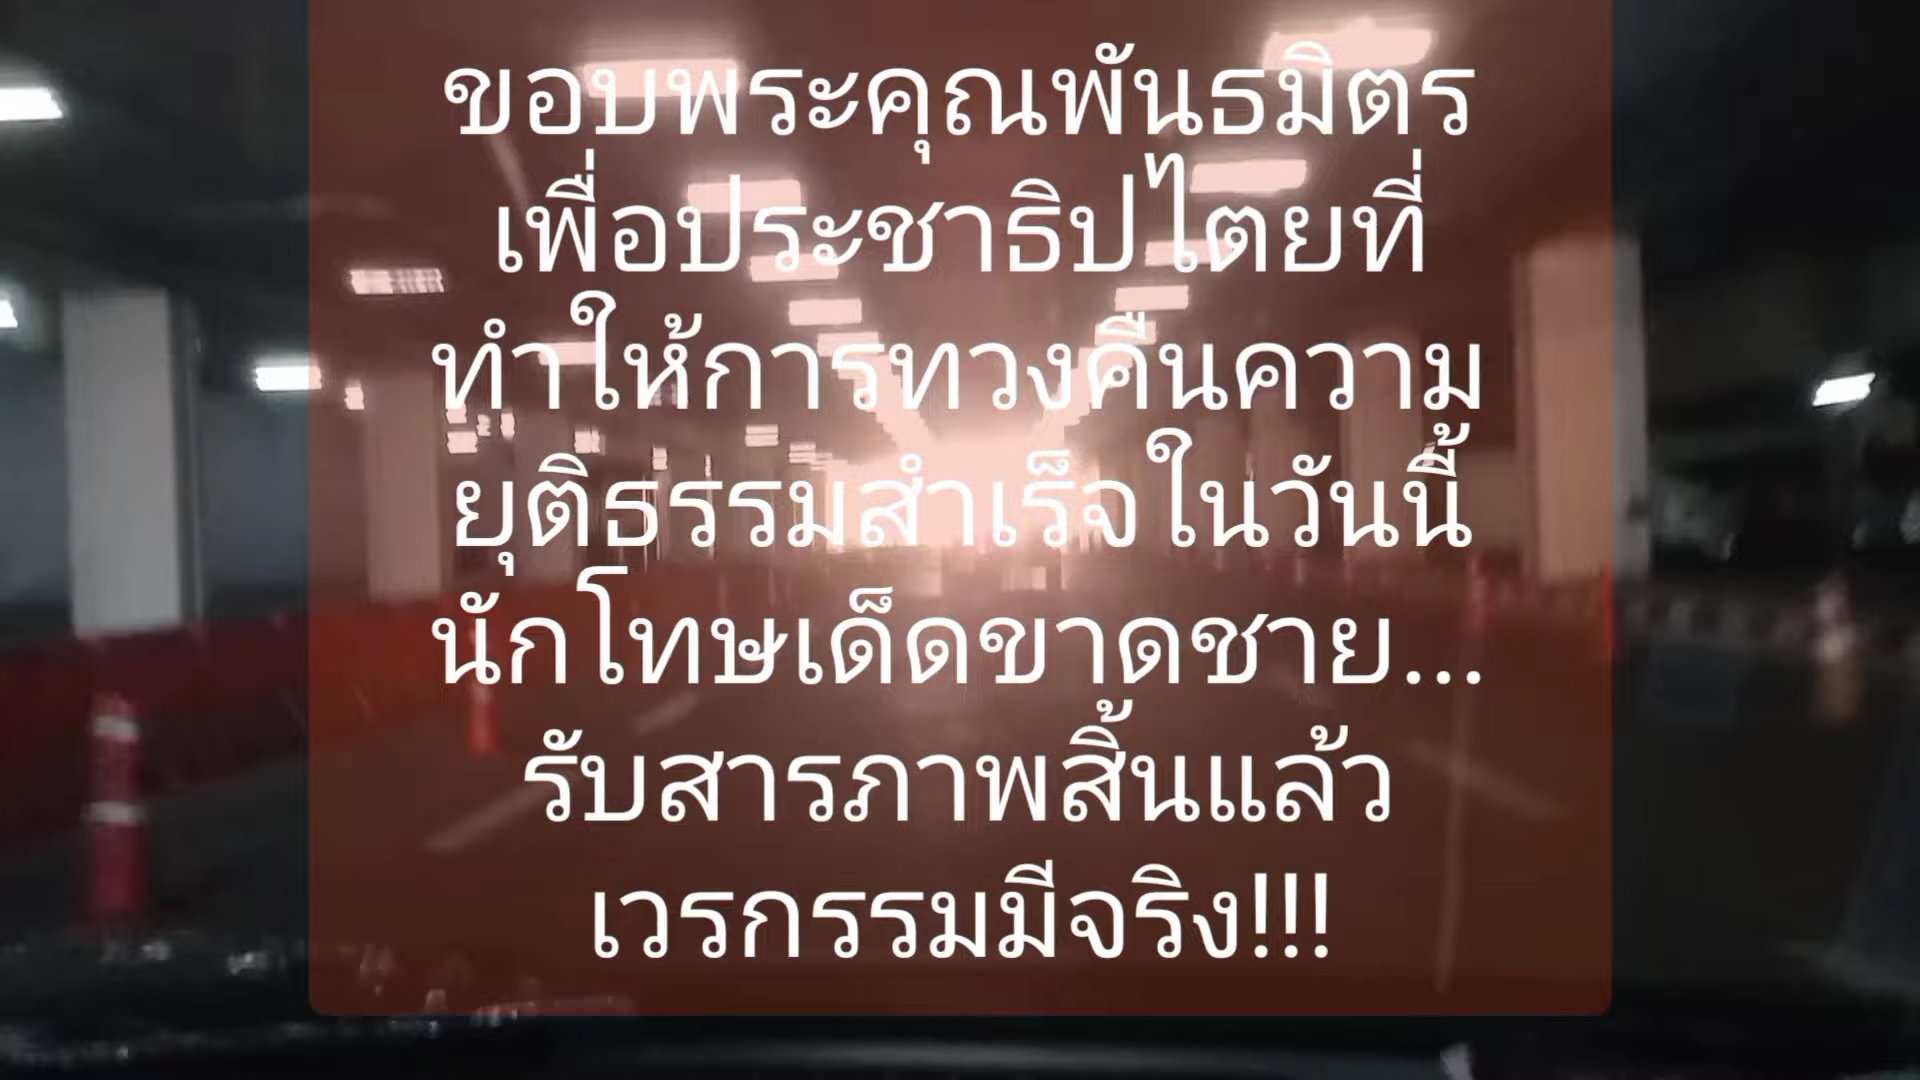 ขอบพระคุณพันธมิตร
เพื่อประชาธิปไตยที่
ทำให้การทวงคืนความ
ยุติธรรมสำเร็จในวันนี้
นักโทษเด็ดขาดชาย...
รับสารภาพสิ้นแล้ว
เวรกรรมมีจริง!!!